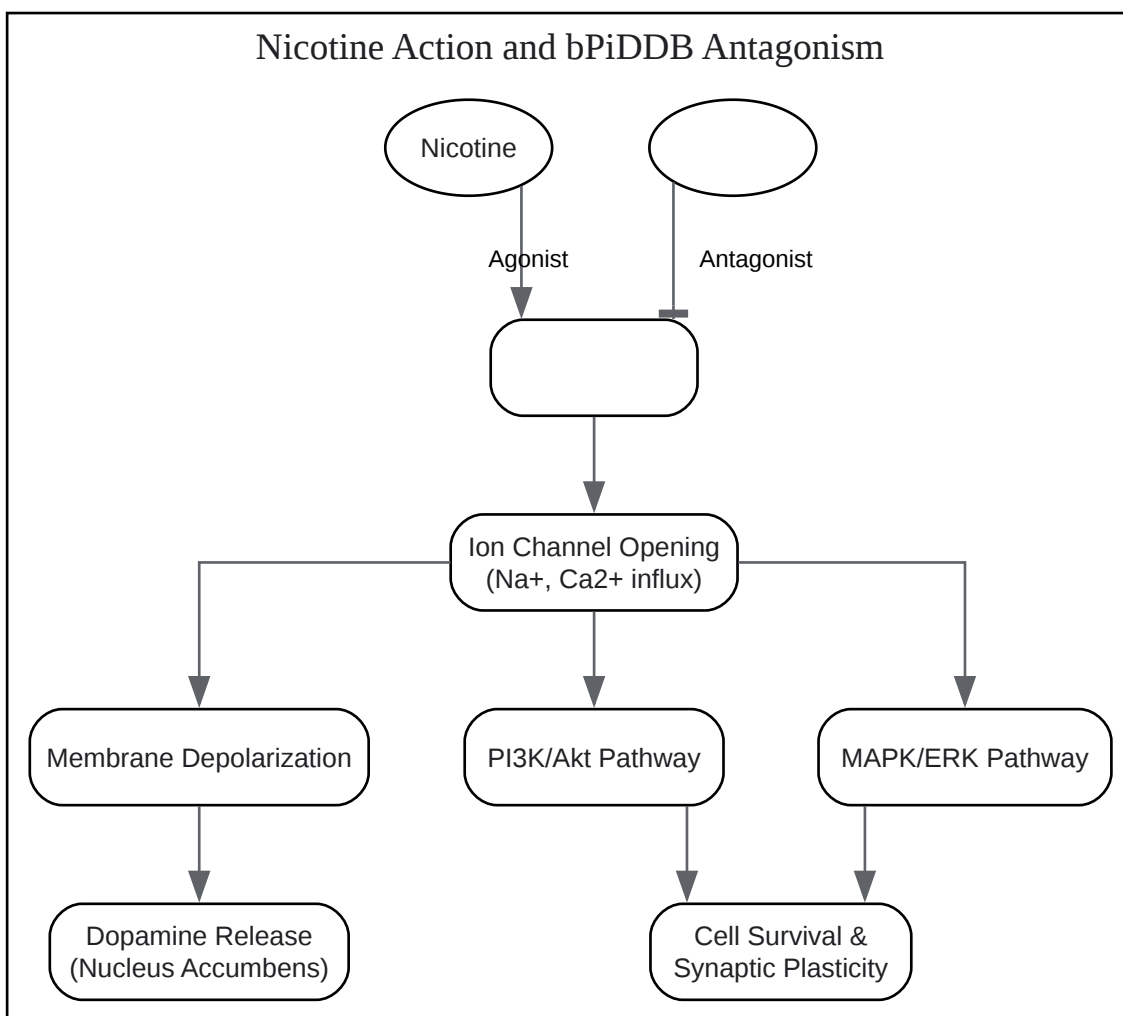 Nicotine Action and bPiDDB Antagonism
Nicotine
Agonist
Antagonist
Ion Channel Opening
(Na+, Ca2+ influx)
Membrane Depolarization
PI3K/Akt Pathway
MAPK/ERK Pathway
Dopamine Release
(Nucleus Accumbens)
Cell Survival &
Synaptic Plasticity